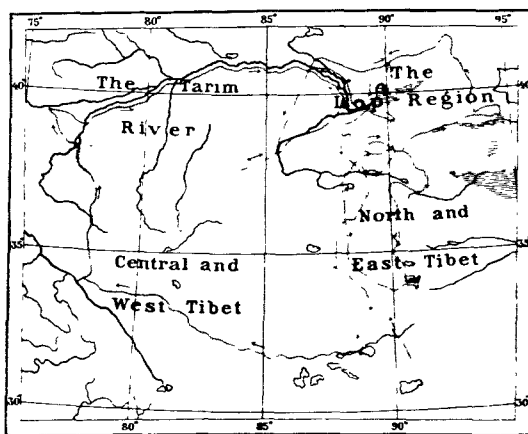 75° 80° 85° 90° 95°
40° The Tarim The 40°
River Lop Region
North and
35° Central and East Tibet 35°
West Tibet
30° 30°
80° 85° 90°